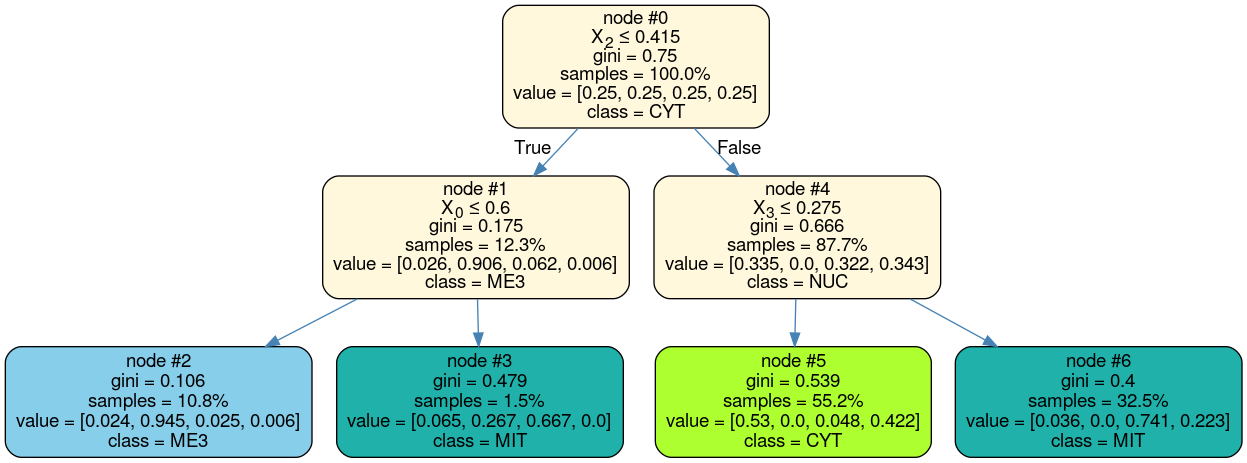 node #0
X2 ≤ 0.415
gini = 0.75
samples = 100.0%
value = [0.25, 0.25, 0.25, 0.25]
class = CYT
True
False
node #1
X0 ≤ 0.6
gini = 0.175
samples = 12.3%
value = [0.026, 0.906, 0.062, 0.006]
class = ME3
node #4
X3 ≤ 0.275
gini = 0.666
samples = 87.7%
value = [0.335, 0.0, 0.322, 0.343]
class = NUC
node #2
gini = 0.106
samples = 10.8%
value = [0.024, 0.945, 0.025, 0.006]
class = ME3
node #3
gini = 0.479
samples = 1.5%
value = [0.065, 0.267, 0.667, 0.0]
class = MIT
node #5
gini = 0.539
samples = 55.2%
value = [0.53, 0.0, 0.048, 0.422]
class = CYT
node #6
gini = 0.4
samples = 32.5%
value = [0.036, 0.0, 0.741, 0.223]
class = MIT